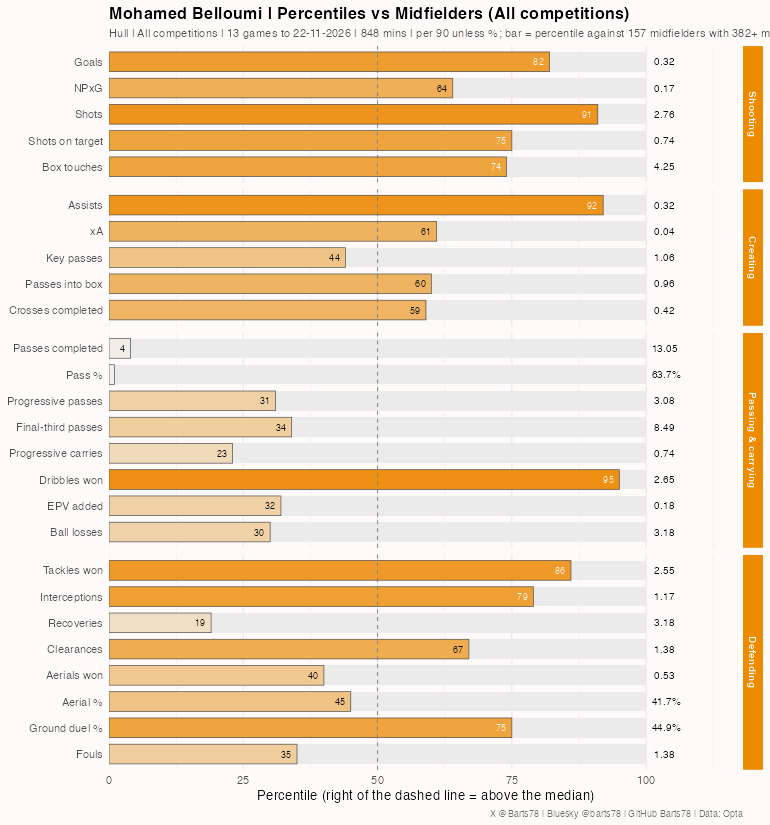 Mohamed Belloumi | Percentiles vs Midfielders (All competitions)
Hull | All competitions | 13 games to 22-11-2026 | 848 mins | per 90 unless %; bar = percentile against 157 midfielders with 382+ m
Goals 82 0.32
NPxG 64 0.17
Shots 91 2.76
Shots on target 75 0.74
Box touches 74 4.25
Shooting
Assists 92 0.32
xA 61 0.04
Key passes 44 1.06
Passes into box 60 0.96
Crosses completed 59 0.42
Creating
Passes completed 4 13.05
Pass % 63.7%
Progressive passes 31 3.08
Final-third passes 34 8.49
Progressive carries 23 0.74
Dribbles won 95 2.65
EPV added 32 0.18
Ball losses 30 3.18
Passing & carrying
Tackles won 86 2.55
Interceptions 79 1.17
Recoveries 19 3.18
Clearances 67 1.38
Aerials won 40 0.53
Aerial % 45 41.7%
Ground duel % 75 44.9%
Fouls 35 1.38
Defending
0 25 50 75 100
Percentile (right of the dashed line = above the median)
X @Barts78 | Bluesky @barts78 | GitHub Barts78 | Data: Opta